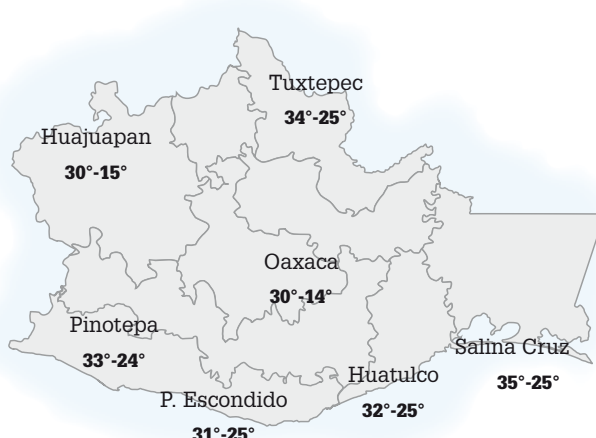 Tuxtepec
34°-25°
Huajuapan
30°-15°
Oaxaca
30°-14°
Pinotepa
33°-24°
Salina Cruz
35°-25°
Huatulco
32°-25°
P. Escondido
31°-25°